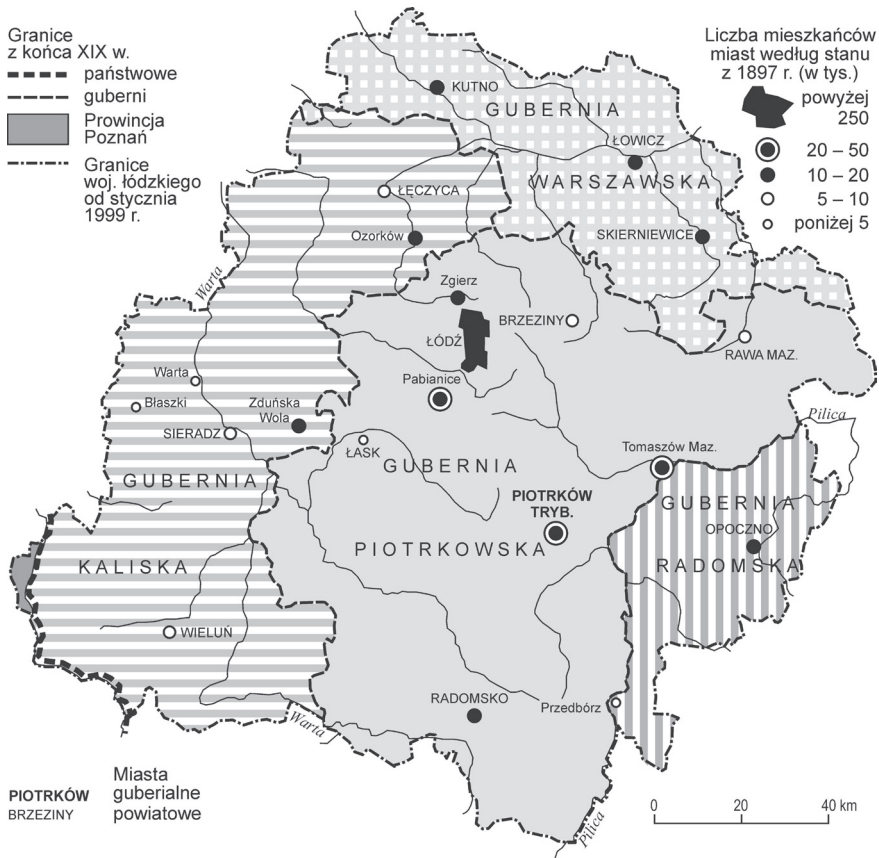 Granice
z końca XIX w.
państwowe
guberni
Prowincja
Poznań
Granice
woj. łódzkiego
od stycznia
1999 r.
Liczba mieszkańców
miast według stanu
z 1897 r. (w tys.)
powyżej
250
20 – 50
10 – 20
5 – 10
poniżej 5
KUTNO
GUBERNIA
ŁOWICZ
WARSZAWSKA
ŁĘCZYCA
Ozorków
SKIERNIEWICE
Warta
Zgierz
BRZEZINY
ŁÓDŹ
RAWA MAZ.
Warta
Błaszki
Pabianice
Zduńska
Wola
SIERADZ
Pilica
ŁASK
Tomaszów Maz.
GUBERNIA
GUBERNIA
PIOTRKÓW
TRYB.
GUBERNIA
OPOCZNO
PIOTRKOWSKA
KALISKA
RADOMSKA
WIELUŃ
RADOMSKO
Przedbórz
Warta
Pilica
Miasta
PIOTRKÓW gubernialne
BRZEZINY powiatowe
0 20 40 km